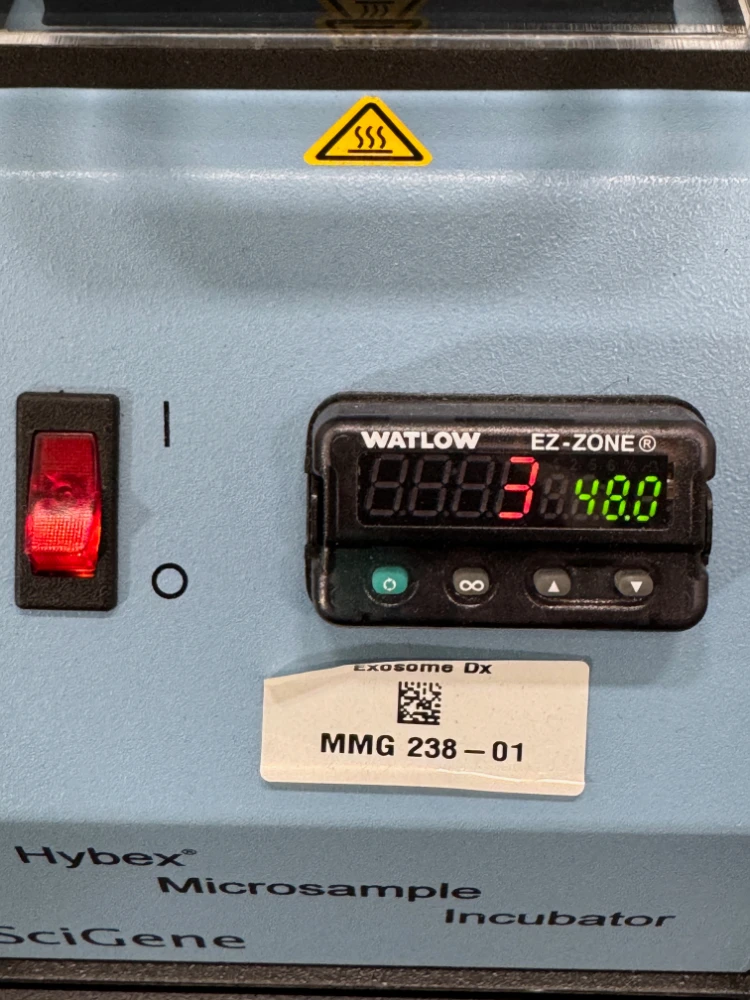 I
O
WATLOW EZ-ZONE®
3 48.0
Exosome Dx
MMG 238-01
Hybex®
Microsample
Incubator
SciGene